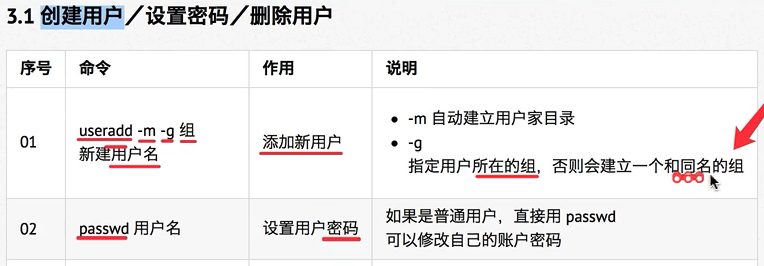 3.1 创建用户／设置密码／删除用户
序号 命令 作用 说明
01 useradd -m -g 组 新建用户名 添加新用户
-m 自动建立用户家目录
-g
指定用户所在的组，否则会建立一个和同名的组
02 passwd 用户名 设置用户密码 如果是普通用户，直接用 passwd
可以修改自己的账户密码